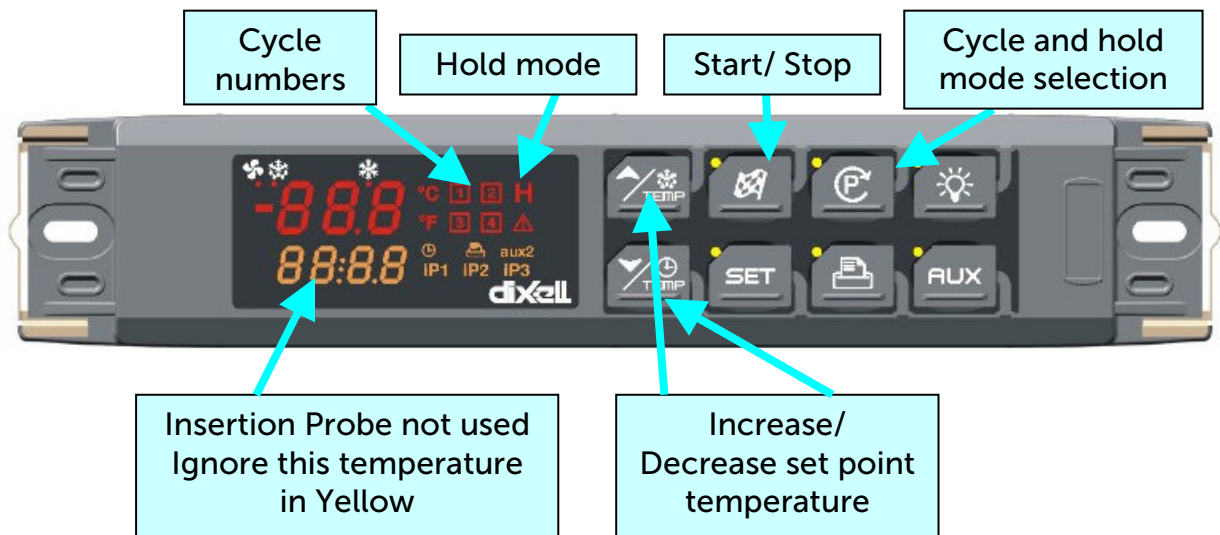 Cycle
numbers
Hold mode
Start/ Stop
Cycle and hold
mode selection
-88.8
°C 1 2 H
°F 3 4
88:8.8
aux2
iP1 iP2 iP3
dixell
TEMP
P
TEMP
SET
AUX
Insertion Probe not used
Ignore this temperature
in Yellow
Increase/
Decrease set point
temperature